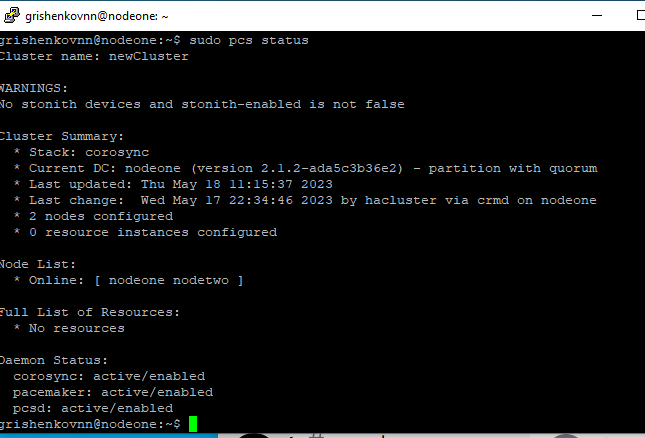 grishenkovnn@nodeone: ~
grishenkovnn@nodeone:~$ sudo pcs status
Cluster name: newCluster
WARNINGS:
No stonith devices and stonith-enabled is not false
Cluster Summary:
* Stack: corosync
* Current DC: nodeone (version 2.1.2-ada5c3b36e2) - partition with quorum
* Last updated: Thu May 18 11:15:37 2023
* Last change:  Wed May 17 22:34:46 2023 by hacluster via crmd on nodeone
* 2 nodes configured
* 0 resource instances configured
Node List:
* Online: [ nodeone nodetwo ]
Full List of Resources:
* No resources
Daemon Status:
corosync: active/enabled
pacemaker: active/enabled
pcsd: active/enabled
grishenkovnn@nodeone:~$